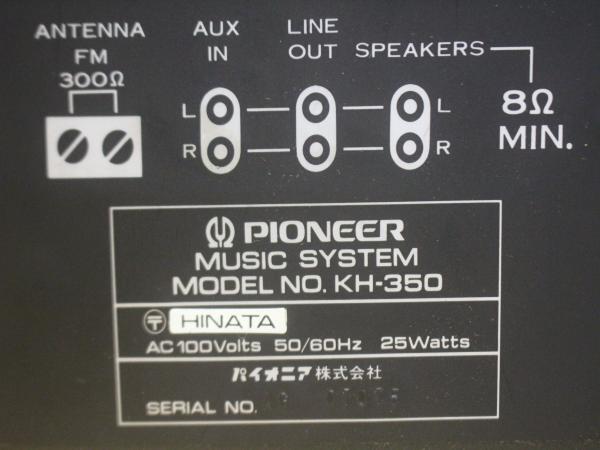 ANTENNA
FM
300Ω
AUX
IN
LINE
OUT
SPEAKERS
L
R
L
R
8Ω
MIN.
PIONEER
MUSIC SYSTEM
MODEL NO. KH-350
〒 HINATA
AC100Volts 50/60Hz 25Watts
パイオニア株式会社
SERIAL NO.